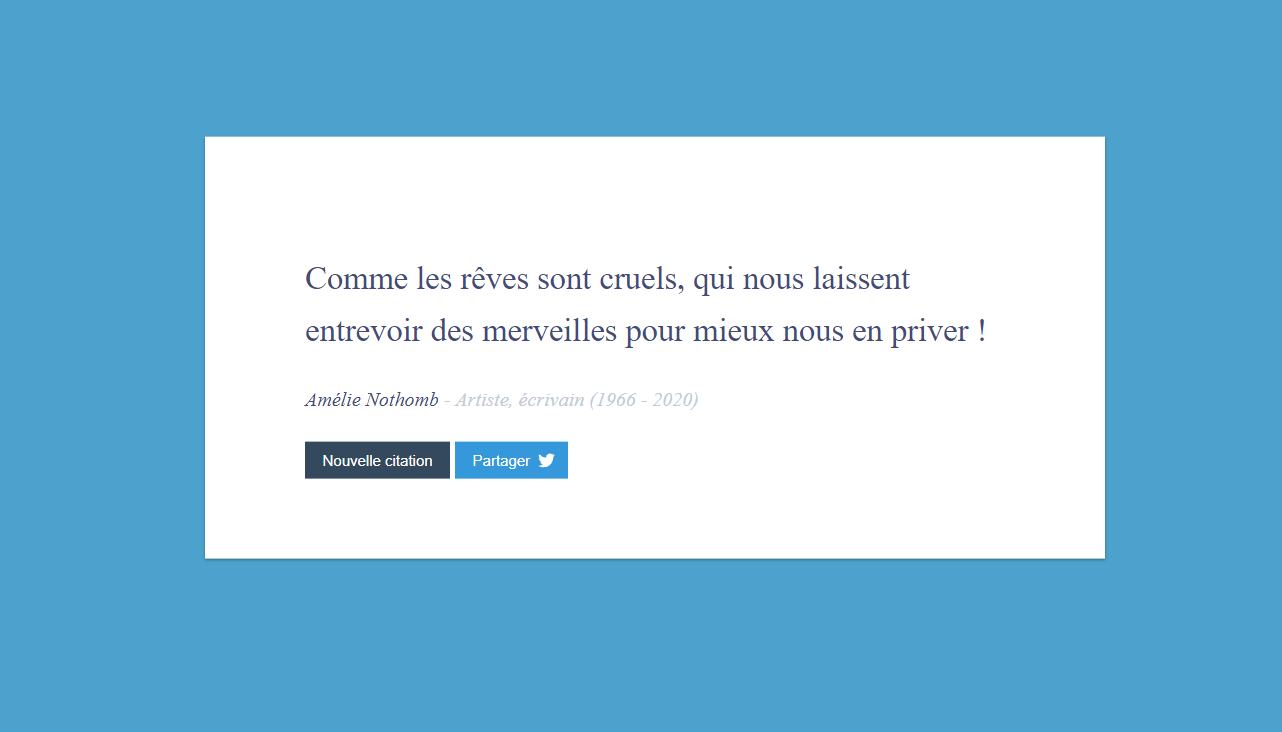 Comme les rêves sont cruels, qui nous laissent
entrevoir des merveilles pour mieux nous en priver !
Amélie Nothomb - Artiste, écrivain (1966 - 2020)
Nouvelle citation Partager